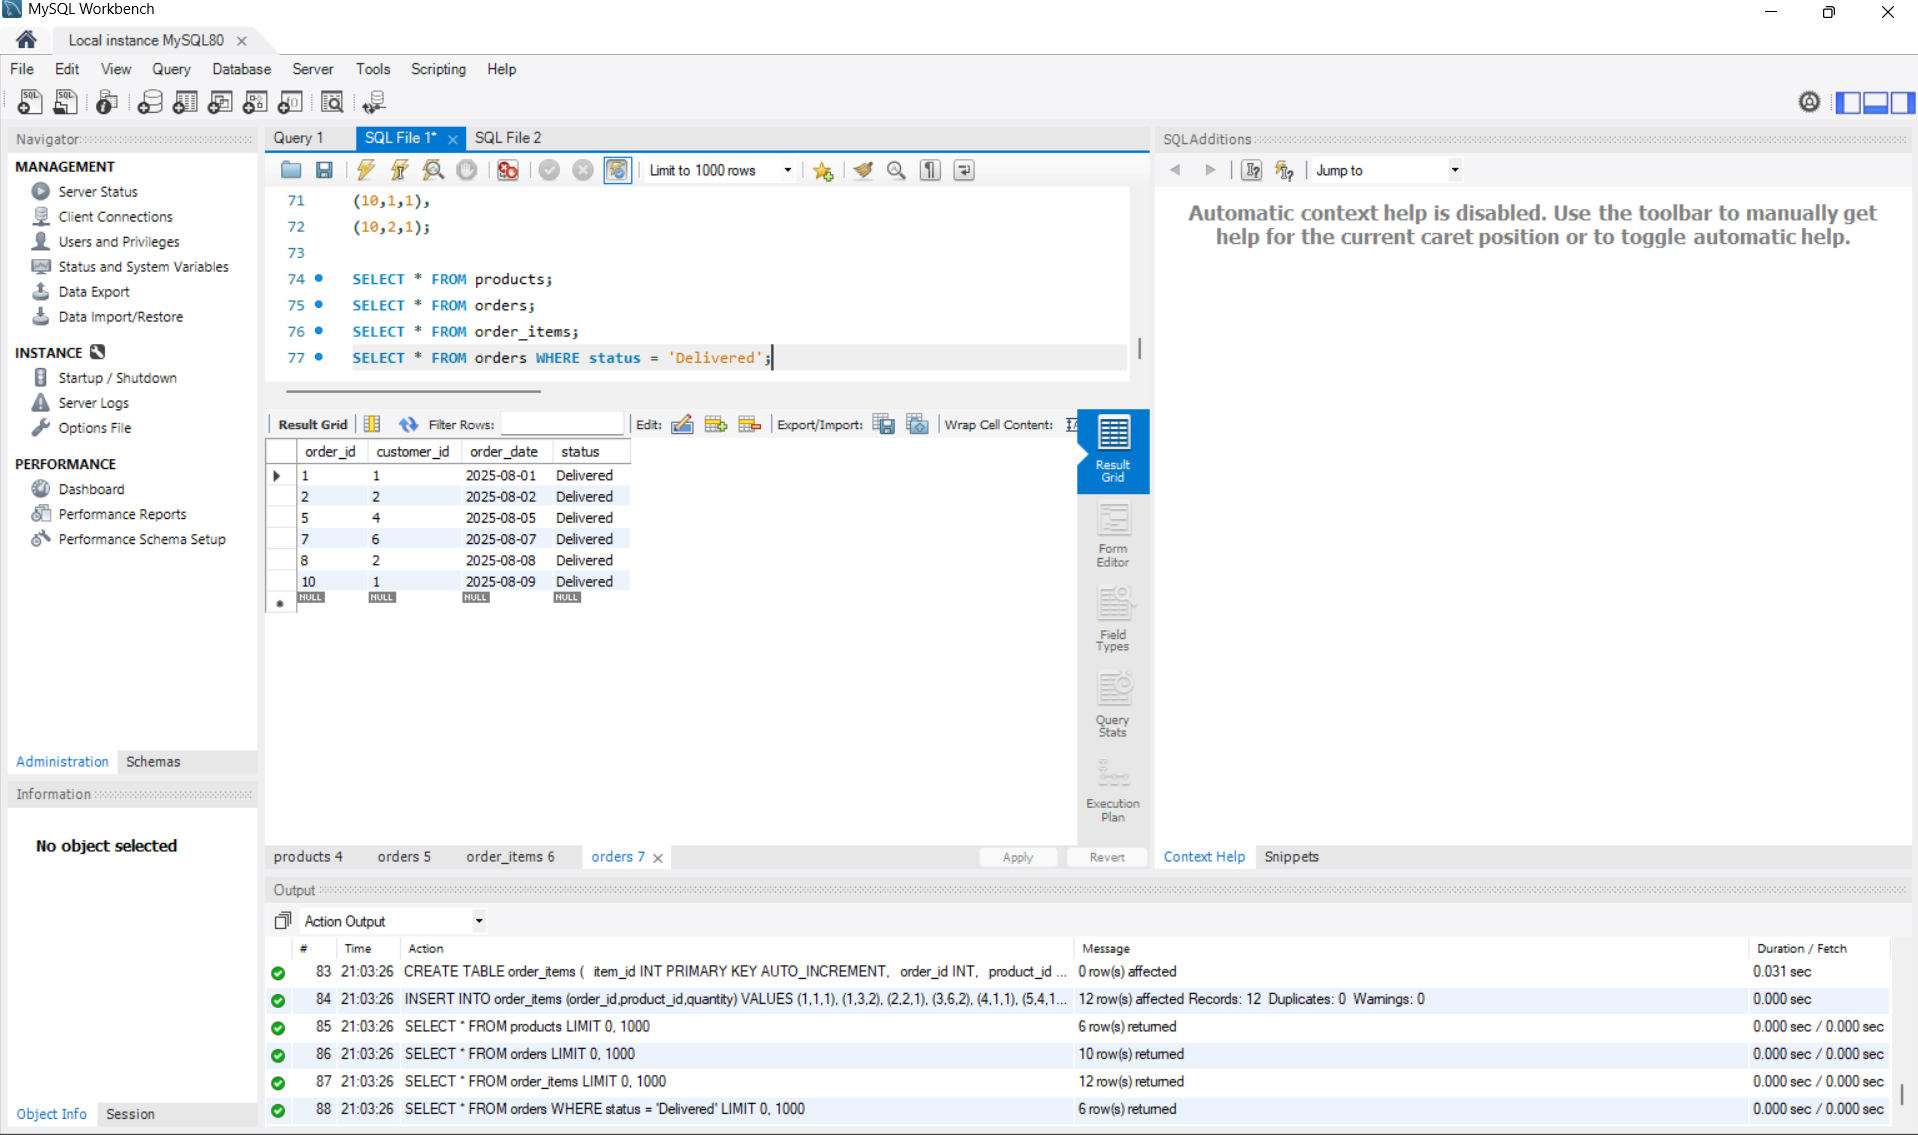 MySQL Workbench
Local instance MySQL80
File Edit View Query Database Server Tools Scripting Help
Navigator
MANAGEMENT
Server Status
Client Connections
Users and Privileges
Status and System Variables
Data Export
Data Import/Restore
INSTANCE
Startup / Shutdown
Server Logs
Options File
PERFORMANCE
Dashboard
Performance Reports
Performance Schema Setup
Administration Schemas
Information
No object selected
Object Info Session
Query 1 SQL File 1* SQL File 2
Limit to 1000 rows
71 (10,1,1),
72 (10,2,1);
73
74 SELECT * FROM products;
75 SELECT * FROM orders;
76 SELECT * FROM order_items;
77 SELECT * FROM orders WHERE status = 'Delivered';
Result Grid Filter Rows: Edit: Export/Import: Wrap Cell Content:
order_id customer_id order_date status
1 1 2025-08-01 Delivered
2 2 2025-08-02 Delivered
5 4 2025-08-05 Delivered
7 6 2025-08-07 Delivered
8 2 2025-08-08 Delivered
10 1 2025-08-09 Delivered
NULL NULL NULL NULL
Result
Grid
Form
Editor
Field
Types
Query
Stats
Execution
Plan
products 4 orders 5 order_items 6 orders 7 Apply Revert
SQLAdditions
Jump to
Automatic context help is disabled. Use the toolbar to manually get
help for the current caret position or to toggle automatic help.
Context Help Snippets
Output
Action Output
# Time Action Message Duration / Fetch
83 21:03:26 CREATE TABLE order_items ( item_id INT PRIMARY KEY AUTO_INCREMENT, order_id INT, product_id ... 0 row(s) affected 0.031 sec
84 21:03:26 INSERT INTO order_items (order_id,product_id,quantity) VALUES (1,1,1), (1,3,2), (2,2,1), (3,6,2), (4,1,1), (5,4,1... 12 row(s) affected Records: 12 Duplicates: 0 Warnings: 0 0.000 sec
85 21:03:26 SELECT * FROM products LIMIT 0, 1000 6 row(s) returned 0.000 sec / 0.000 sec
86 21:03:26 SELECT * FROM orders LIMIT 0, 1000 10 row(s) returned 0.000 sec / 0.000 sec
87 21:03:26 SELECT * FROM order_items LIMIT 0, 1000 12 row(s) returned 0.000 sec / 0.000 sec
88 21:03:26 SELECT * FROM orders WHERE status = 'Delivered' LIMIT 0, 1000 6 row(s) returned 0.000 sec / 0.000 sec